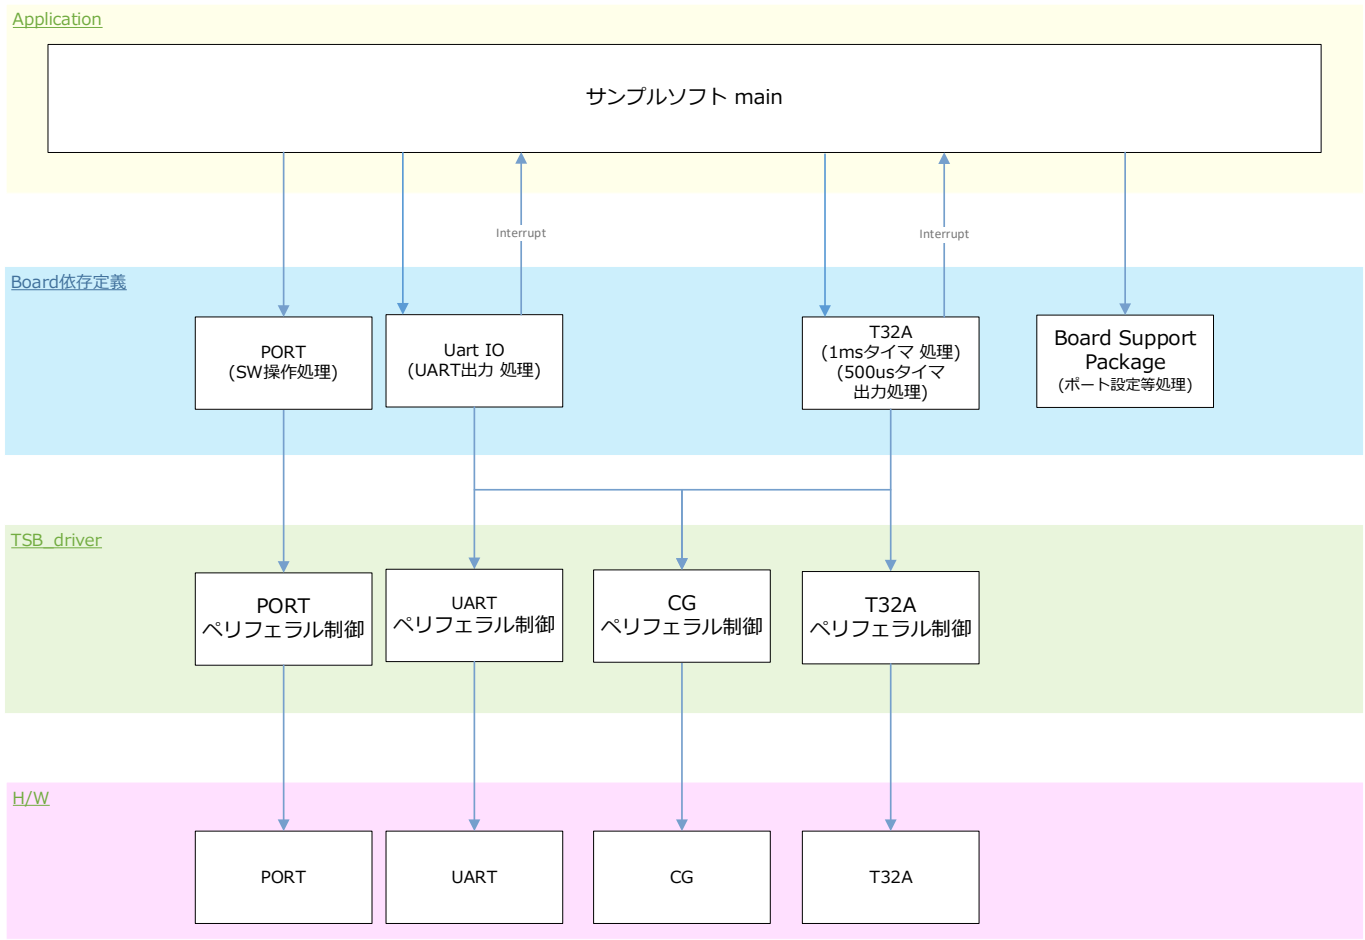 Application
サンプルソフト main
Interrupt
Interrupt
Board依存定義
PORT
(SW操作処理)
Uart IO
(UART出力 処理)
T32A
(1msタイマ 処理)
(500usタイマ
出力処理)
Board Support
Package
(ポート設定等処理)
TSB_driver
PORT
ペリフェラル制御
UART
ペリフェラル制御
CG
ペリフェラル制御
T32A
ペリフェラル制御
H/W
PORT
UART
CG
T32A